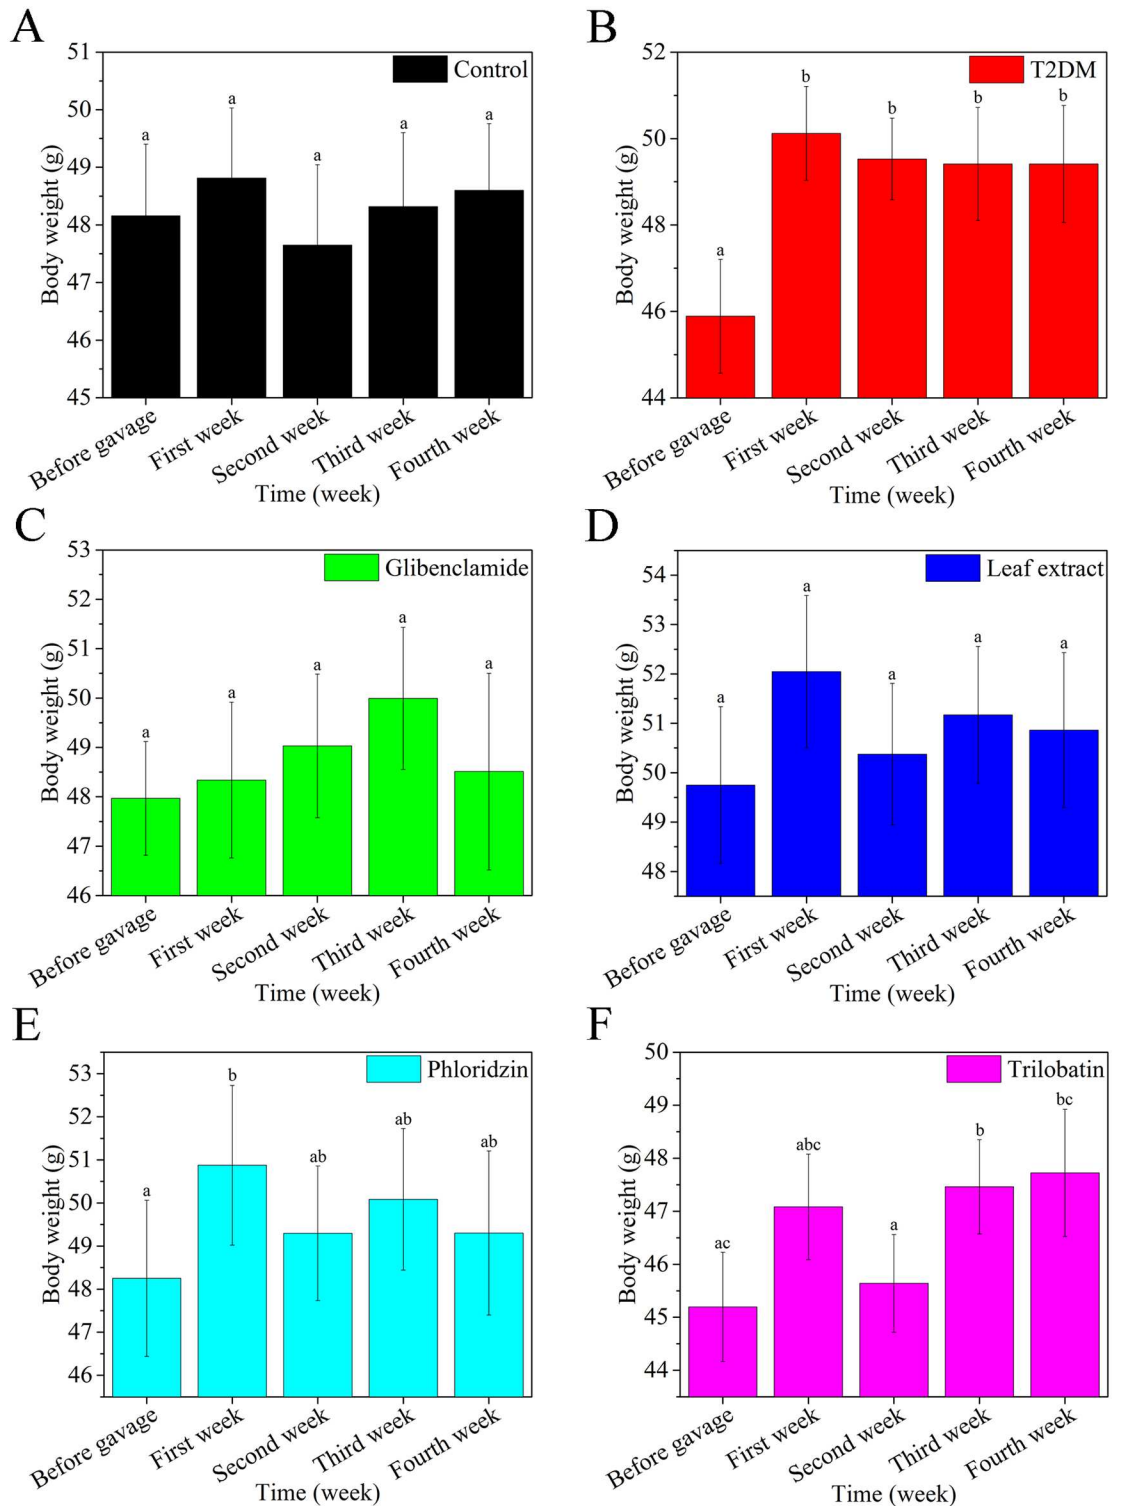 A
Control
51
50
49
48
47
46
45
Body weight (g)
a
a
a
a
a
Before gavage
First week
Second week
Third week
Fourth week
Time (week)
B
T2DM
52
50
48
46
44
Body weight (g)
a
b
b
b
b
Before gavage
First week
Second week
Third week
Fourth week
Time (week)
C
Glibenclamide
53
52
51
50
49
48
47
46
Body weight (g)
a
a
a
a
a
Before gavage
First week
Second week
Third week
Fourth week
Time (week)
D
Leaf extract
54
53
52
51
50
49
48
Body weight (g)
a
a
a
a
a
Before gavage
First week
Second week
Third week
Fourth week
Time (week)
E
Phloridzin
53
52
51
50
49
48
47
46
Body weight (g)
a
b
ab
ab
ab
Before gavage
First week
Second week
Third week
Fourth week
Time (week)
F
Trilobatin
50
49
48
47
46
45
44
Body weight (g)
ac
abc
a
b
bc
Before gavage
First week
Second week
Third week
Fourth week
Time (week)